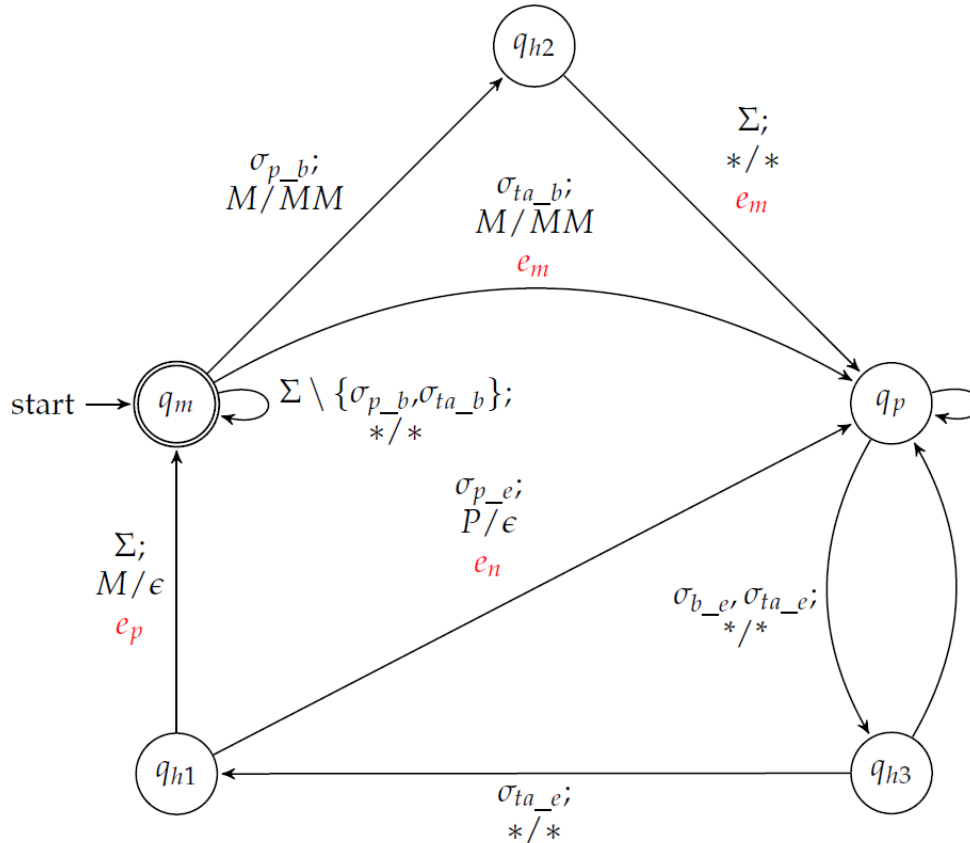 q_{h2}
σ_{p_b};
M/MM
σ_{ta_b};
M/MM
e_m
Σ;
*/*
e_m
start
q_m
Σ \ {σ_{p_b},σ_{ta_b}};
*/*
q_p
Σ;
M/ϵ
e_p
σ_{p_e};
P/ϵ
e_n
σ_{b_e}, σ_{ta_e};
*/*
q_{h1}
σ_{ta_e};
*/*
q_{h3}